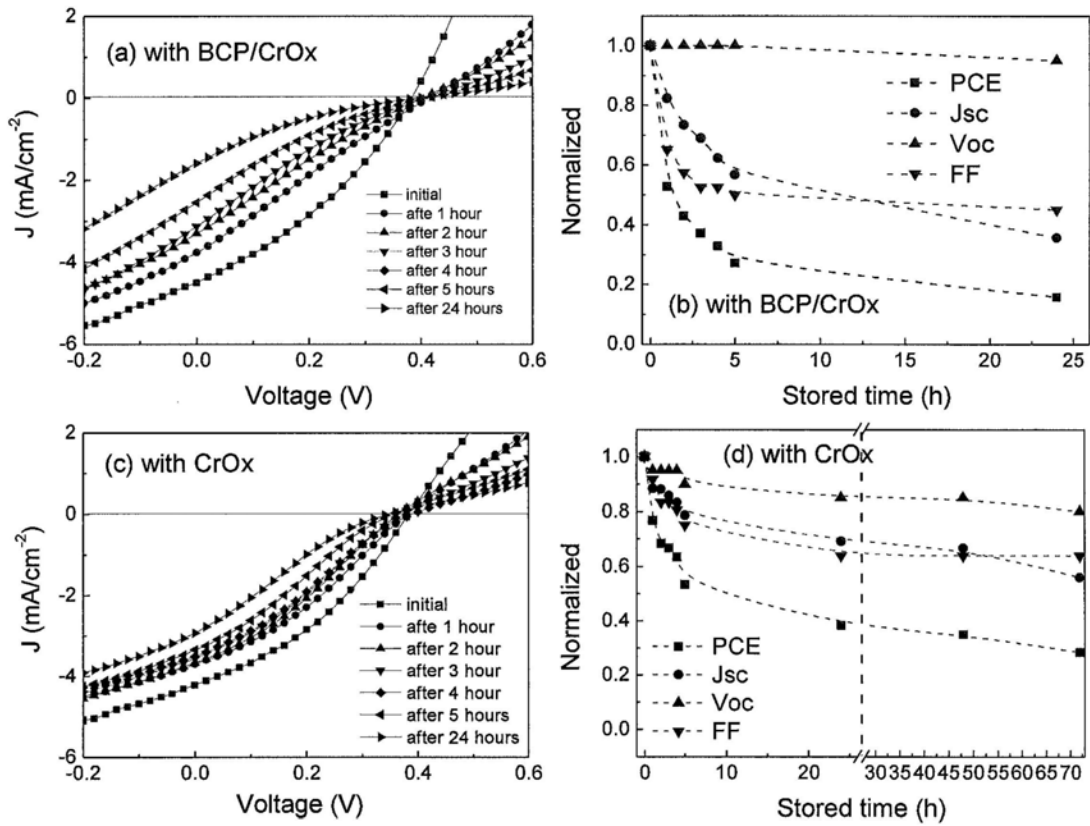 2
(a) with BCP/CrOx
0
-2
-4
-6
J (mA/cm⁻²)
initial
afte 1 hour
after 2 hour
after 3 hour
after 4 hour
after 5 hours
after 24 hours
-0.2 0.0 0.2 0.4 0.6
Voltage (V)
1.0
0.8
0.6
0.4
0.2
0.0
Normalized
PCE
Jsc
Voc
FF
(b) with BCP/CrOx
0 5 10 15 20 25
Stored time (h)
2
(c) with CrOx
0
-2
-4
-6
J (mA/cm⁻²)
initial
afte 1 hour
after 2 hour
after 3 hour
after 4 hour
after 5 hours
after 24 hours
-0.2 0.0 0.2 0.4 0.6
Voltage (V)
(d) with CrOx
1.0
0.8
0.6
0.4
0.2
0.0
Normalized
PCE
Jsc
Voc
FF
0 10 20 30 35 40 45 50 55 60 65 70
Stored time (h)